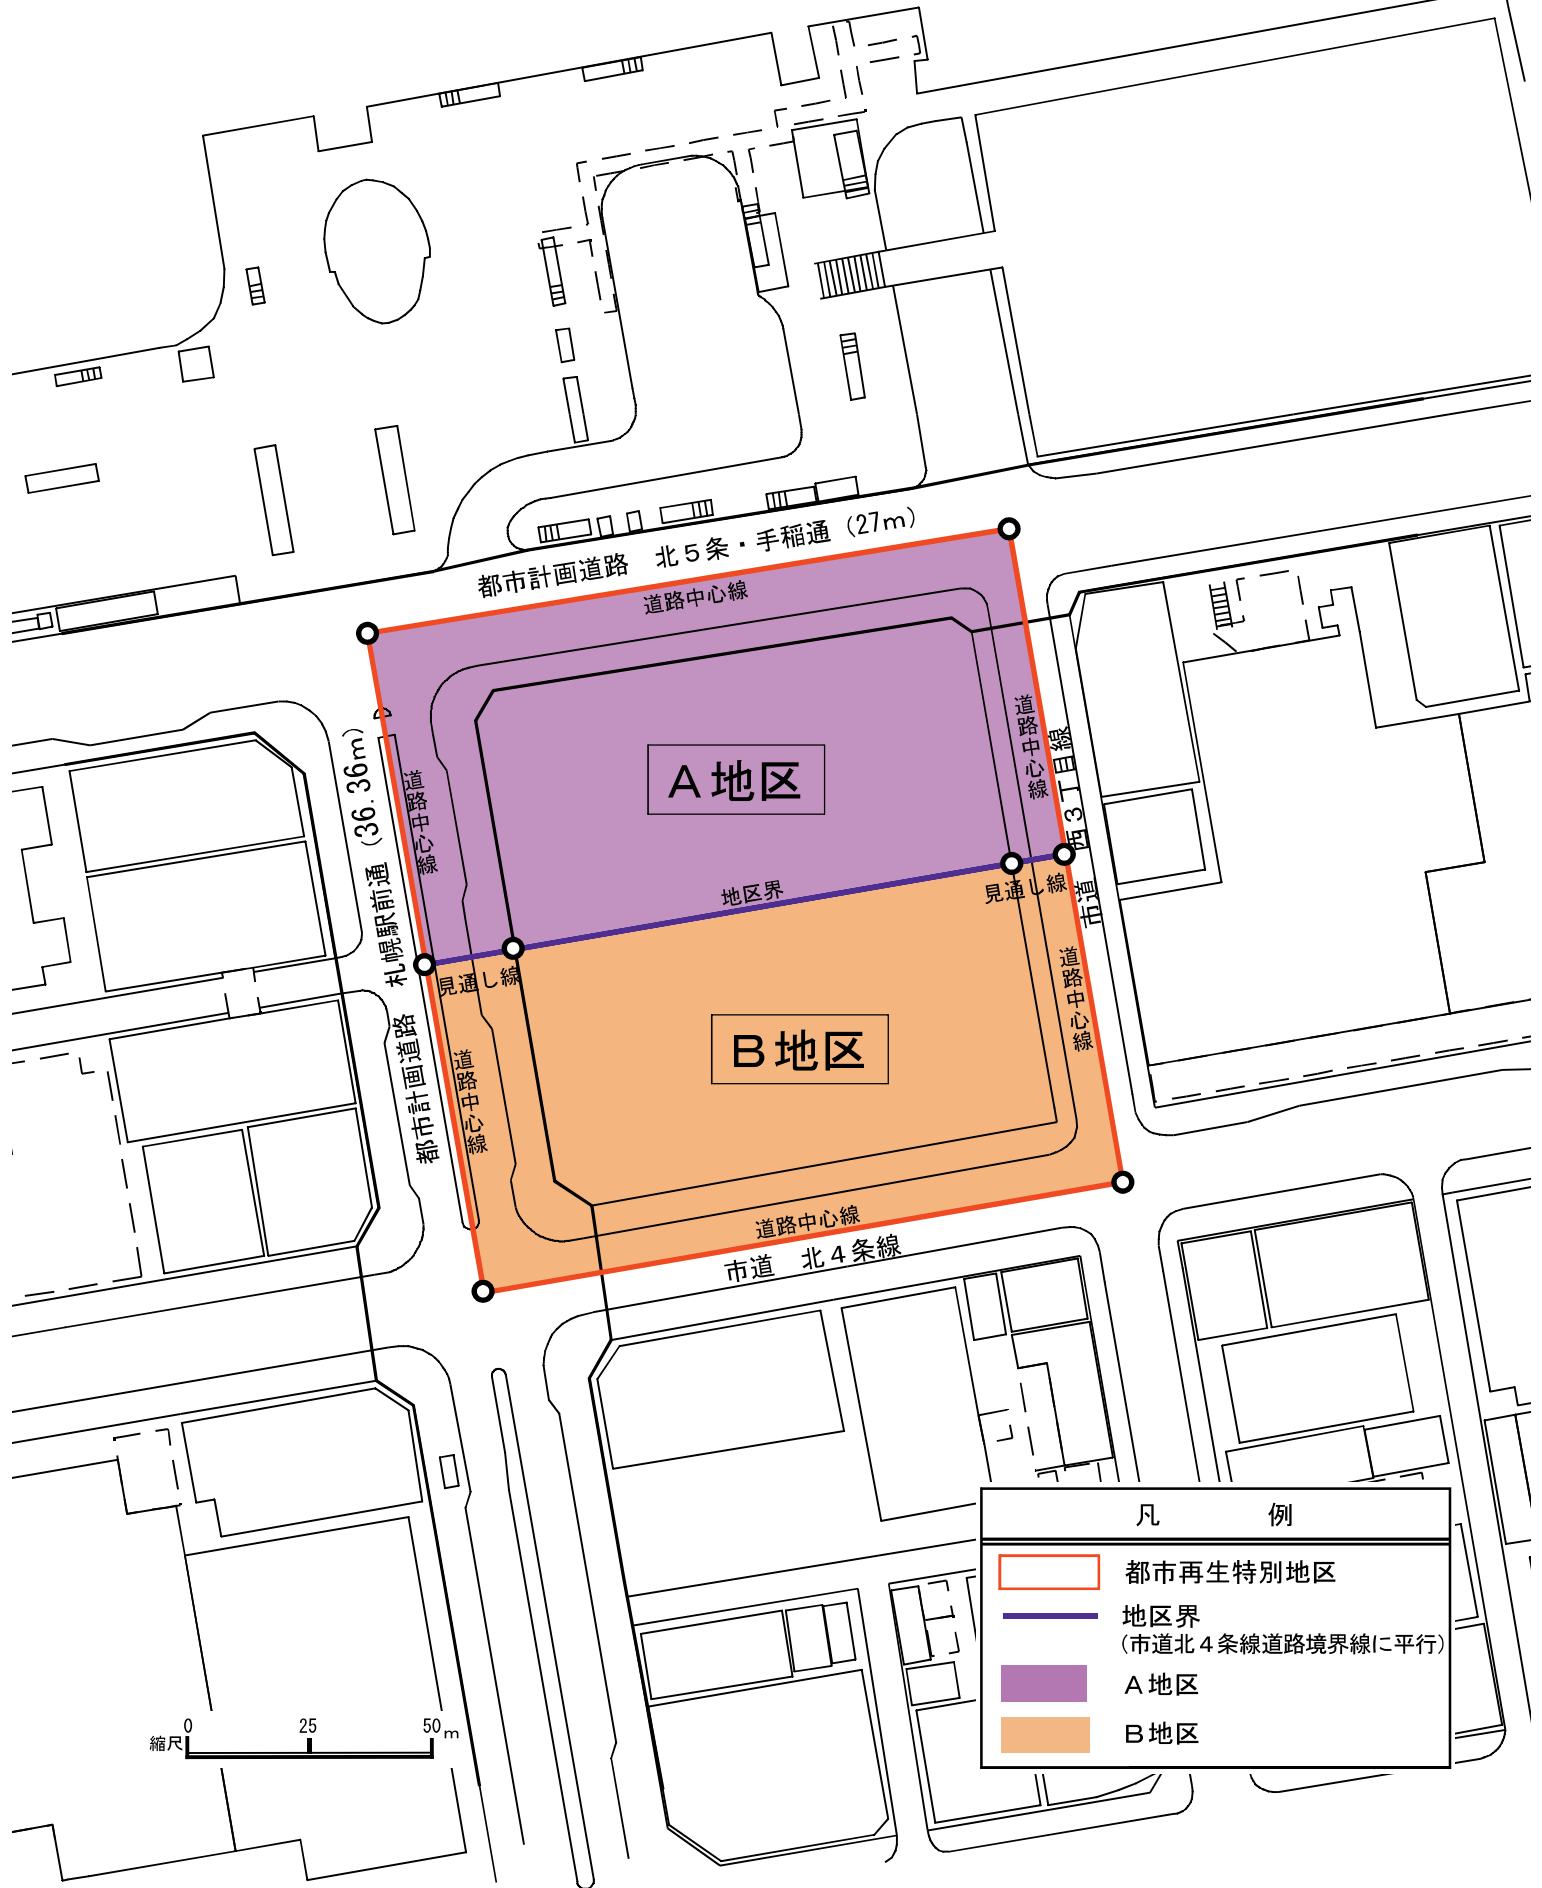 都市計画道路　北５条・手稲通（27m）
道路中心線
都市計画道路　札幌駅前通（36.36m）
道路中心線
Ａ地区
道路中心線
市道　西３丁目線
地区界
見通し線
見通し線
Ｂ地区
道路中心線
道路中心線
道路中心線
市道　北４条線
凡　例
都市再生特別地区
地区界
（市道北４条線道路境界線に平行）
Ａ地区
Ｂ地区
縮尺 0 25 50m